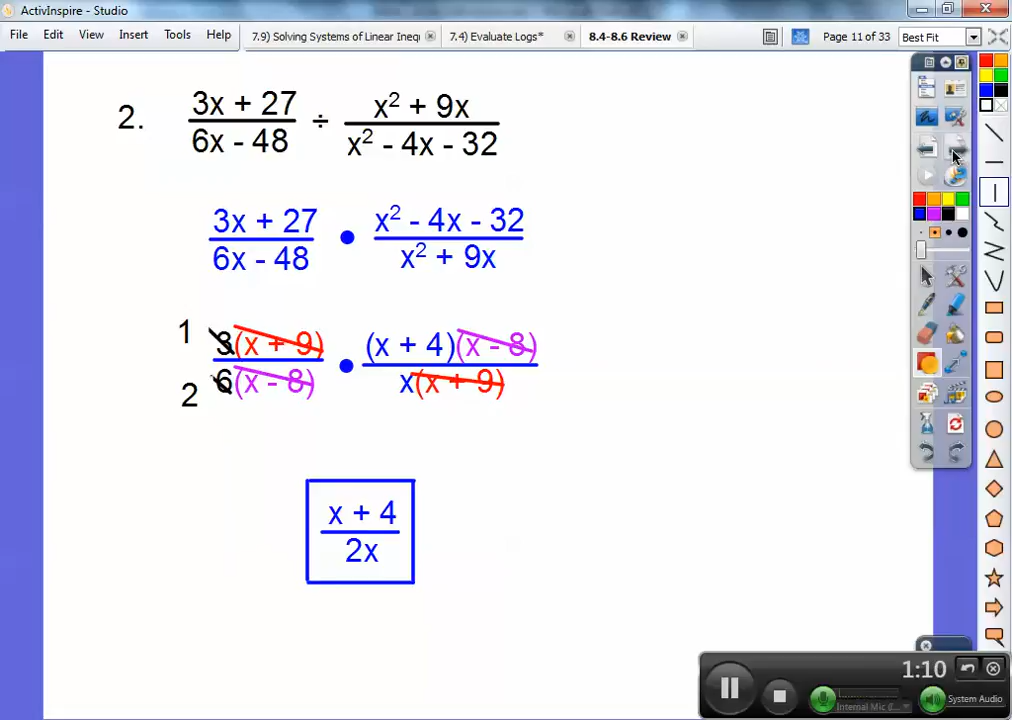 ActivInspire - Studio
File Edit View Insert Tools Help
7.9) Solving Systems of Linear Inequ
7.4) Evaluate Logs*
8.4-8.6 Review
Page 11 of 33
Best Fit
2. 3x + 27 ÷ x² + 9x
6x - 48 x² - 4x - 32
3x + 27 • x² - 4x - 32
6x - 48 x² + 9x
1 3(x + 9) • (x + 4)(x - 8)
2 6(x - 8) x(x + 9)
x + 4
2x
1:10
Internal Mic (I
System Audio